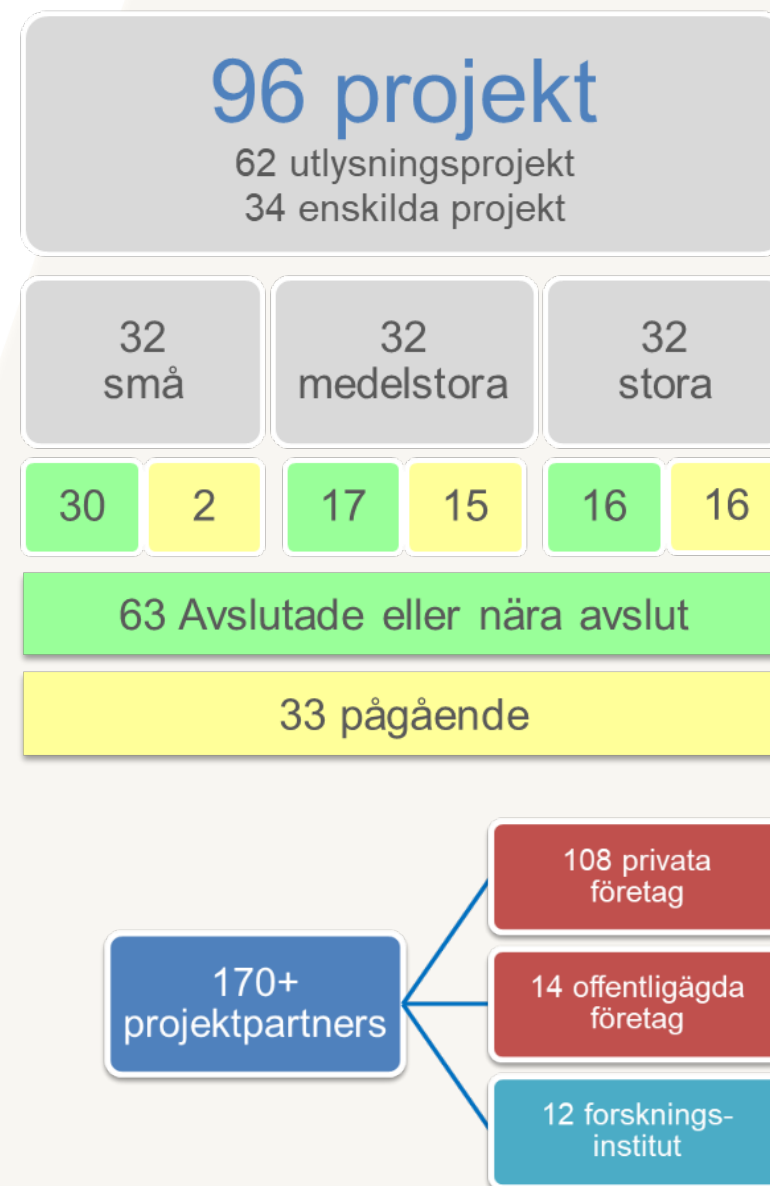 96 projekt
62 utlysningsprojekt
34 enskilda projekt
32
små
32
medelstora
32
stora
30
2
17
15
16
16
63 Avslutade eller nära avslut
33 pågående
170+
projektpartners
108 privata
företag
14 offentligägda
företag
12 forsknings-
institut